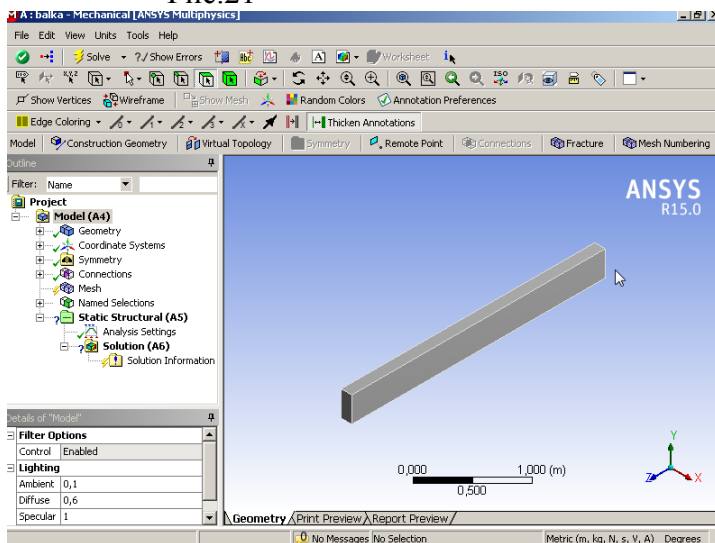 A : balka - Mechanical [ANSYS Multiphysics]
File Edit View Units Tools Help
Solve ?/ Show Errors Worksheet
Show Vertices Wireframe Show Mesh Random Colors Annotation Preferences
Edge Coloring Thicken Annotations
Model Construction Geometry Virtual Topology Symmetry Remote Point Connections Fracture Mesh Numbering
Outline
Filter: Name
Project
Model (A4)
Geometry
Coordinate Systems
Symmetry
Connections
Mesh
Named Selections
Static Structural (A5)
Analysis Settings
Solution (A6)
Solution Information
ANSYS
R15.0
Details of "Model"
Filter Options
Control Enabled
Lighting
Ambient 0,1
Diffuse 0,6
Specular 1
0,000 1,000 (m)
0,500
Y
Z X
Geometry Print Preview Report Preview
0 No Messages No Selection Metric (m, kg, N, s, V, A) Degrees